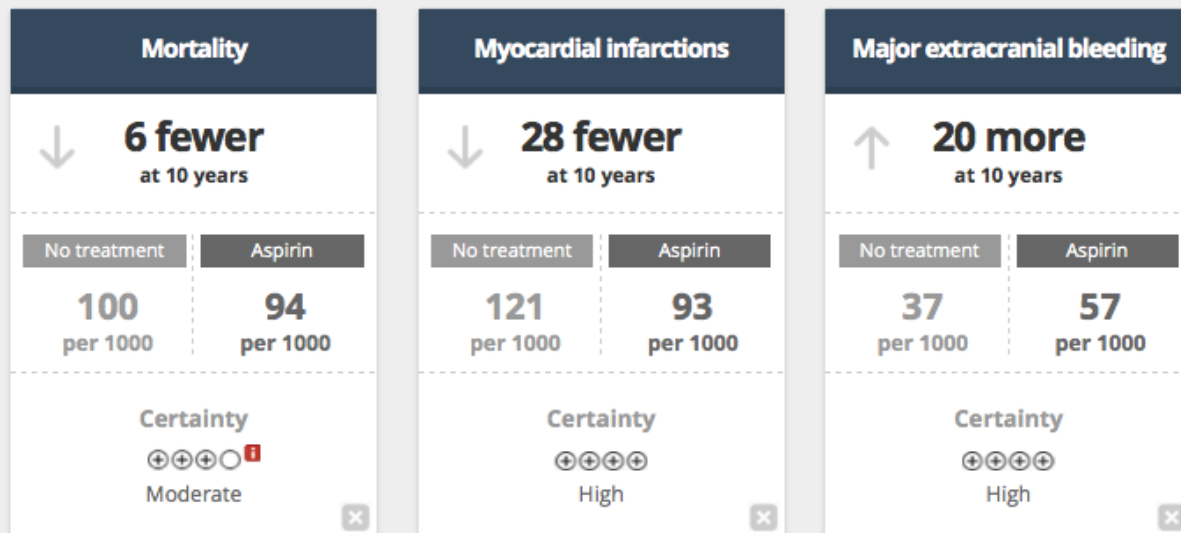 Mortality
6 fewer
at 10 years
No treatment
Aspirin
100
per 1000
94
per 1000
Certainty
Moderate
Myocardial infarctions
28 fewer
at 10 years
No treatment
Aspirin
121
per 1000
93
per 1000
Certainty
High
Major extracranial bleeding
20 more
at 10 years
No treatment
Aspirin
37
per 1000
57
per 1000
Certainty
High